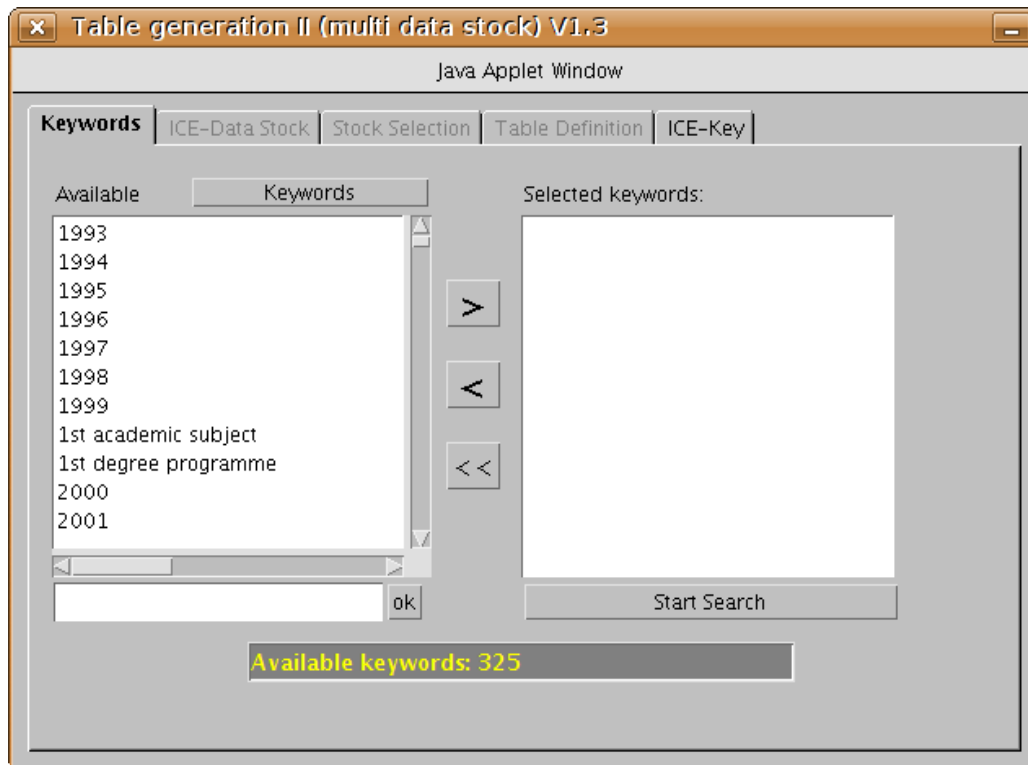 Table generation II (multi data stock) V1.3
Java Applet Window
Keywords ICE-Data Stock Stock Selection Table Definition ICE-Key
Available Keywords Selected keywords:
1993
1994
1995
1996
1997
1998
1999
1st academic subject
1st degree programme
2000
2001
>
<
<<
ok Start Search
Available keywords: 325